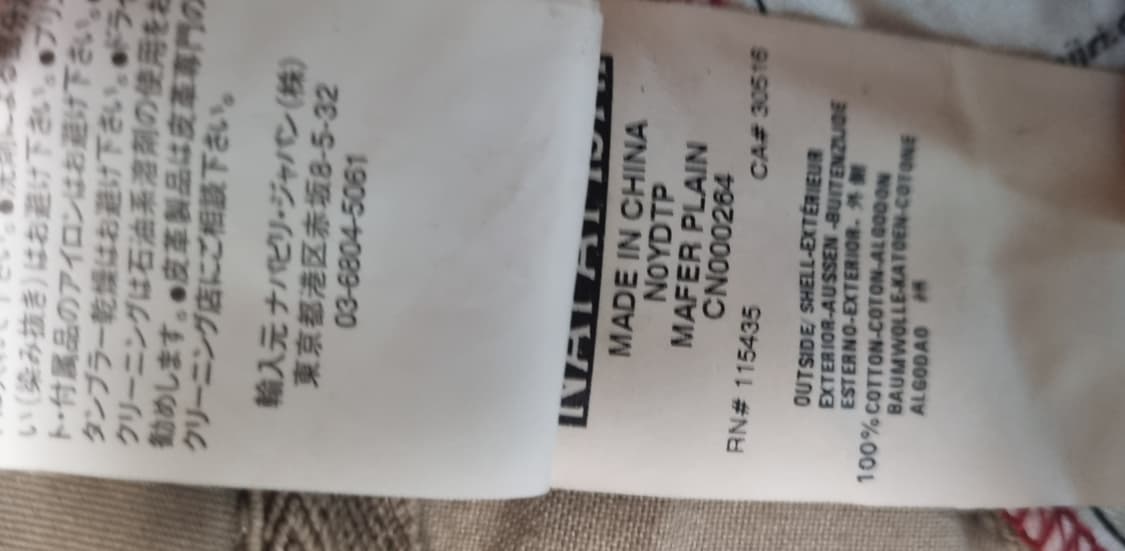 い(染み抜き)はお避け下さい。●プリ
ト・付属品のアイロンはお避け下さい。
タンブラー乾燥はお避け下さい。●ドライ
クリーニングは石油系溶剤の使用をお
勧めします。●皮革製品は皮革専門の
クリーニング店にご相談下さい。
輸入元 ナパピリ・ジャパン(株)
東京都港区赤坂8-5-32
03-6804-5061
MADE IN CHINA
N0YDTP
MAFER PLAIN
CN000264
RN# 115435 CA# 30516
OUTSIDE/ SHELL-EXTÉRIEUR
EXTERIOR-AUSSEN -BUITENZIJDE
ESTERNO-EXTERIOR- 外側
100% COTTON-COTON-ALGODON
BAUMWOLLE-KATOEN-COTONE
ALGODAO 綿